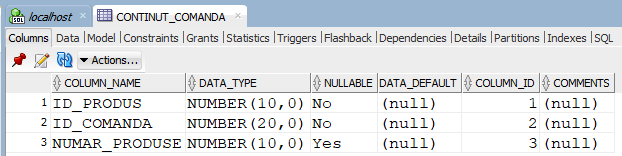 SQL localhost CONTINUT_COMANDA
Columns Data Model Constraints Grants Statistics Triggers Flashback Dependencies Details Partitions Indexes SQL
Actions...
COLUMN_NAME DATA_TYPE NULLABLE DATA_DEFAULT COLUMN_ID COMMENTS
1 ID_PRODUS NUMBER(10,0) No (null) 1 (null)
2 ID_COMANDA NUMBER(20,0) No (null) 2 (null)
3 NUMAR_PRODUSE NUMBER(10,0) Yes (null) 3 (null)